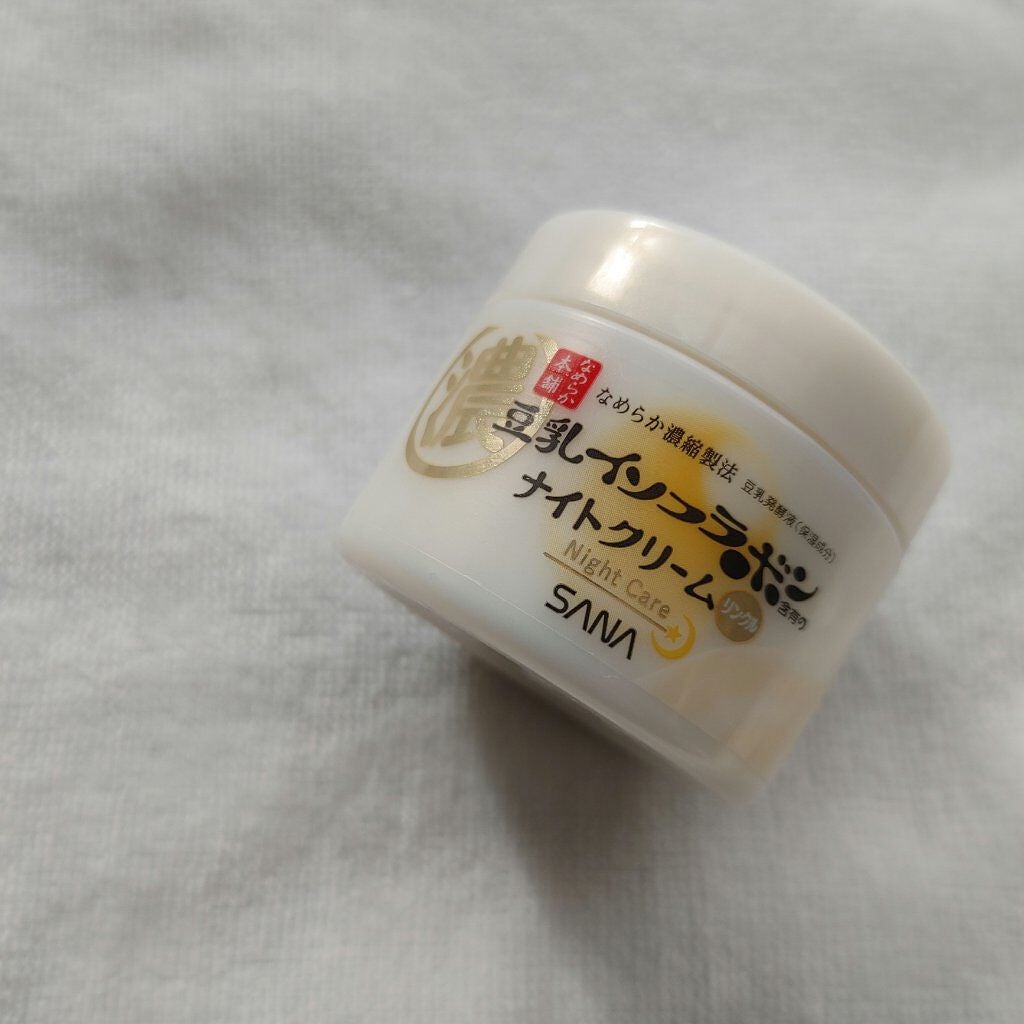 濃
なめらか
本舗
なめらか濃縮製法
豆乳発酵液(保湿成分)
豆乳イソフラボン
含有の
ナイトクリーム
リンクル
Night Care
SANA